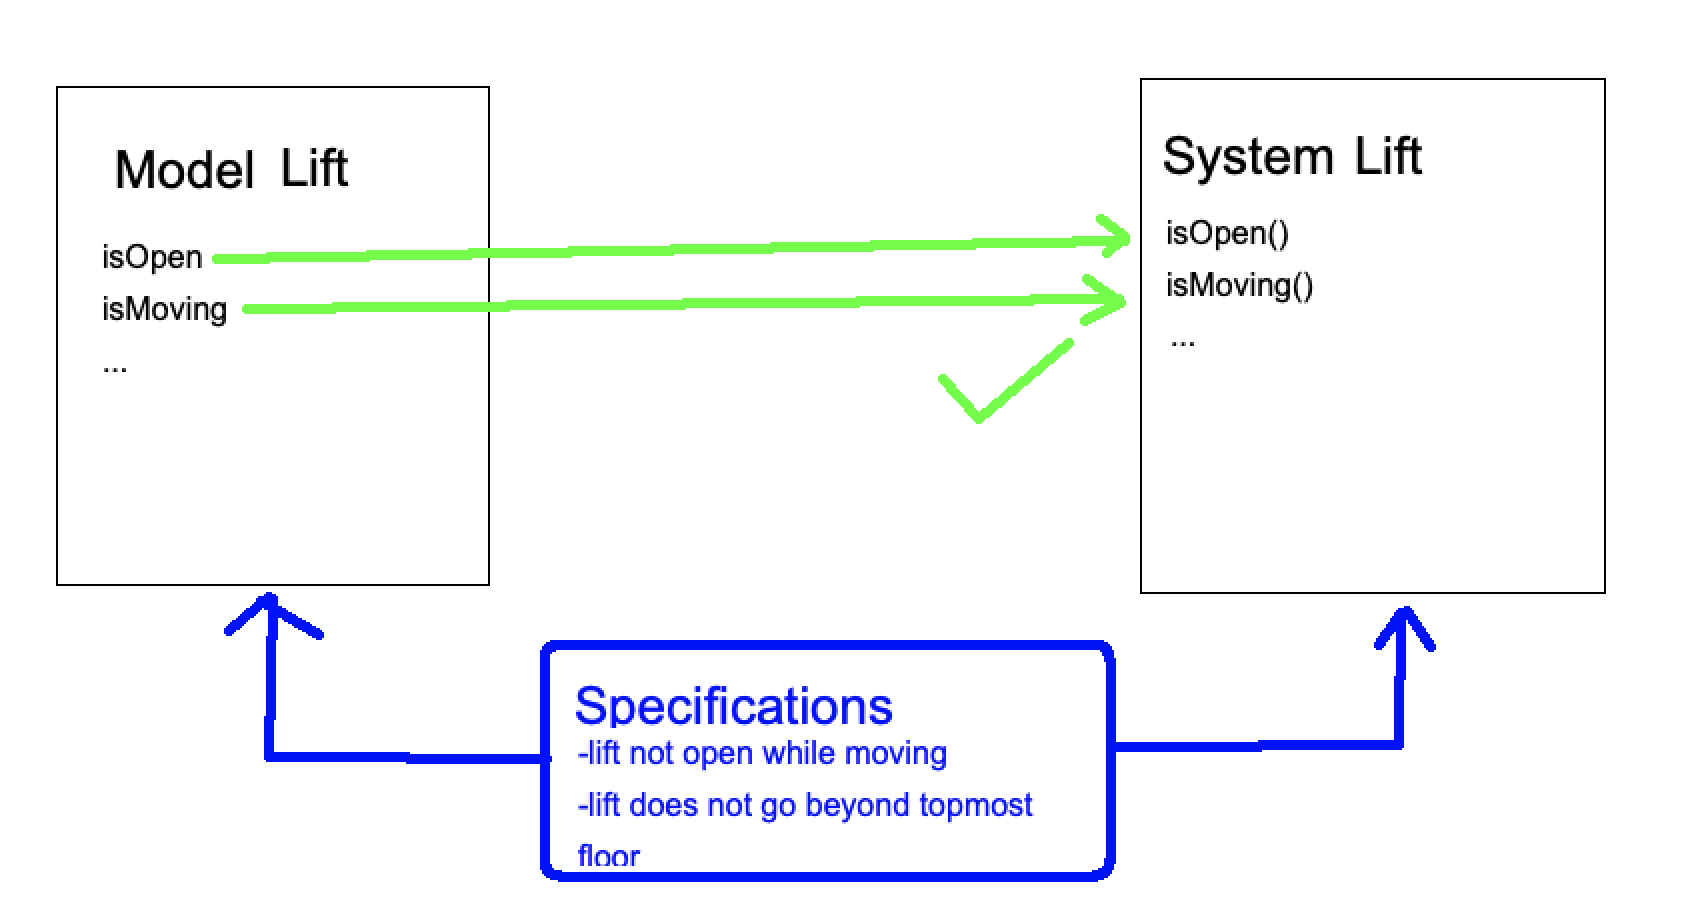 Model Lift
isOpen
isMoving
...
System Lift
isOpen()
isMoving()
...
Specifications
-lift not open while moving
-lift does not go beyond topmost
floor